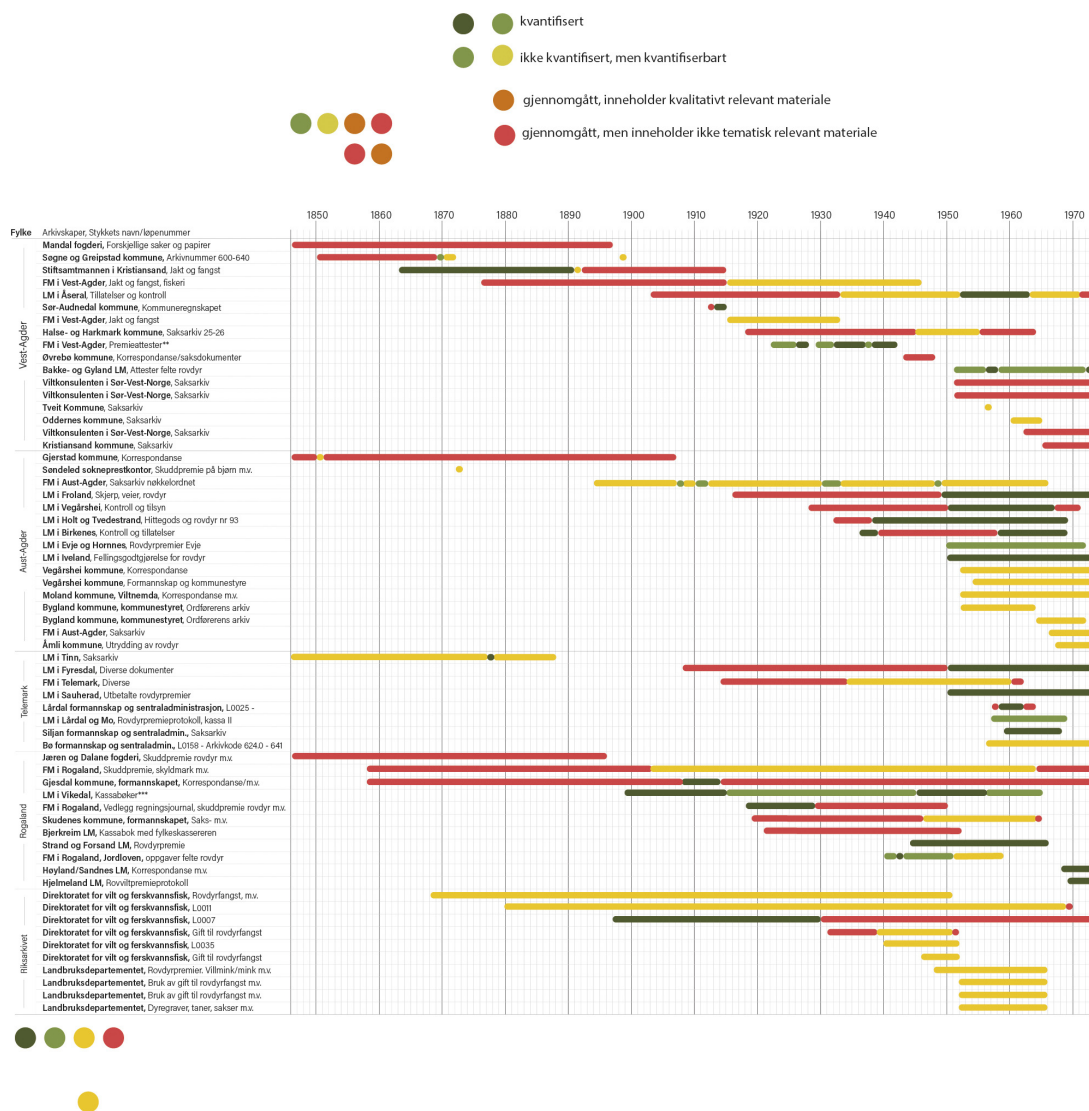 kvantifisert
ikke kvantifisert, men kvantifiserbart
gjennomgått, inneholder kvalitativt relevant materiale
gjennomgått, men inneholder ikke tematisk relevant materiale
1850 1860 1870 1880 1890 1900 1910 1920 1930 1940 1950 1960 1970
Fylke Arkivskaper, Stykkets navn/løpenummer
Vest-Agder
Mandal fogderi, Forskjellige saker og papirer
Søgne og Greipstad kommune, Arkivnummer 600-640
Stiftsamtmannen i Kristiansand, Jakt og fangst
FM i Vest-Agder, Jakt og fangst, fiskeri
LM i Åseral, Tillatelser og kontroll
Sør-Audnedal kommune, Kommuneregnskap
FM i Vest-Agder, Jakt og fangst
Halse- og Harkmark kommune, Saksarkiv 25-26
FM i Vest-Agder, Premieattester**
Øvrebø kommune, Korrespondanse/saksdokumenter
Bakke- og Gyland LM, Attester felte rovdyr
Viltkonsulenten i Sør-Vest-Norge, Saksarkiv
Viltkonsulenten i Sør-Vest-Norge, Saksarkiv
Tveit Kommune, Saksarkiv
Oddernes kommune, Saksarkiv
Viltkonsulenten i Sør-Vest-Norge, Saksarkiv
Kristiansand kommune, Saksarkiv
Aust-Agder
Gjerstad kommune, Korrespondanse
Søndeled sokneprestkontor, Skuddpremie på bjørn m.v.
FM i Aust-Agder, Saksarkiv nøkkelordnet
LM i Froland, Skjerp, veier, rovdyr
LM i Vegårshei, Kontroll og tilsyn
LM i Holt og Tvedestrand, Hittegods og rovdyr nr 93
LM i Birkenes, Kontroll og tillatelser
LM i Evje og Hornnes, Rovdyrpremier Evje
LM i Iveland, Fellingsgodtgjørelse for rovdyr
Vegårshei kommune, Korrespondanse
Vegårshei kommune, Formannskap og kommunestyre
Moland kommune, Viltnemda, Korrespondanse m.v.
Bygland kommune, kommunestyret, Ordførerens arkiv
Bygland kommune, kommunestyret, Ordførerens arkiv
FM i Aust-Agder, Saksarkiv
Åmli kommune, Utrydding av rovdyr
Telemark
LM i Tinn, Saksarkiv
LM i Fyresdal, Diverse dokumenter
FM i Telemark, Diverse
LM i Sauherad, Utbetalte rovdyrpremier
Lårdal formannskap og sentraladministrasjon, L0025 -
LM i Lårdal og Mo, Rovdyrpremieprotokoll, kassa II
Siljan formannskap og sentraladmin., Saksarkiv
Bø formannskap og sentraladmin., L0158 - Arkivkode 624.0 - 641
Rogaland
Jæren og Dalane fogderi, Skuddpremie rovdyr m.v.
FM i Rogaland, Skuddpremie, skyldmark m.v.
Gjesdal kommune, formannskapet, Korrespondanse/m.v.
LM i Vikedal, Kassabøker***
FM i Rogaland, Vedlegg regningsjournal, skuddpremie rovdyr m.v.
Skudenes kommune, formannskapet, Saks- m.v.
Bjerkreim LM, Kassabok med fylkeskassereren
Strand og Forsand LM, Rovdyrpremie
FM i Rogaland, Jordloven, oppgaver felte rovdyr
Høyland/Sandnes LM, Korrespondanse m.v.
Hjelmeland LM, Rovviltpremieprotokoll
Riksarkivet
Direktoratet for vilt og ferskvannsfisk, Rovdyrfangst, m.v.
Direktoratet for vilt og ferskvannsfisk, L0011
Direktoratet for vilt og ferskvannsfisk, L0007
Direktoratet for vilt og ferskvannsfisk, Gift til rovdyrfangst
Direktoratet for vilt og ferskvannsfisk, L0035
Direktoratet for vilt og ferskvannsfisk, Gift til rovdyrfangst
Landbruksdepartementet, Rovdyrpremier. Villmink/mink m.v.
Landbruksdepartementet, Bruk av gift til rovdyrfangst m.v.
Landbruksdepartementet, Bruk av gift til rovdyrfangst m.v.
Landbruksdepartementet, Dyregraver, taner, sakser m.v.